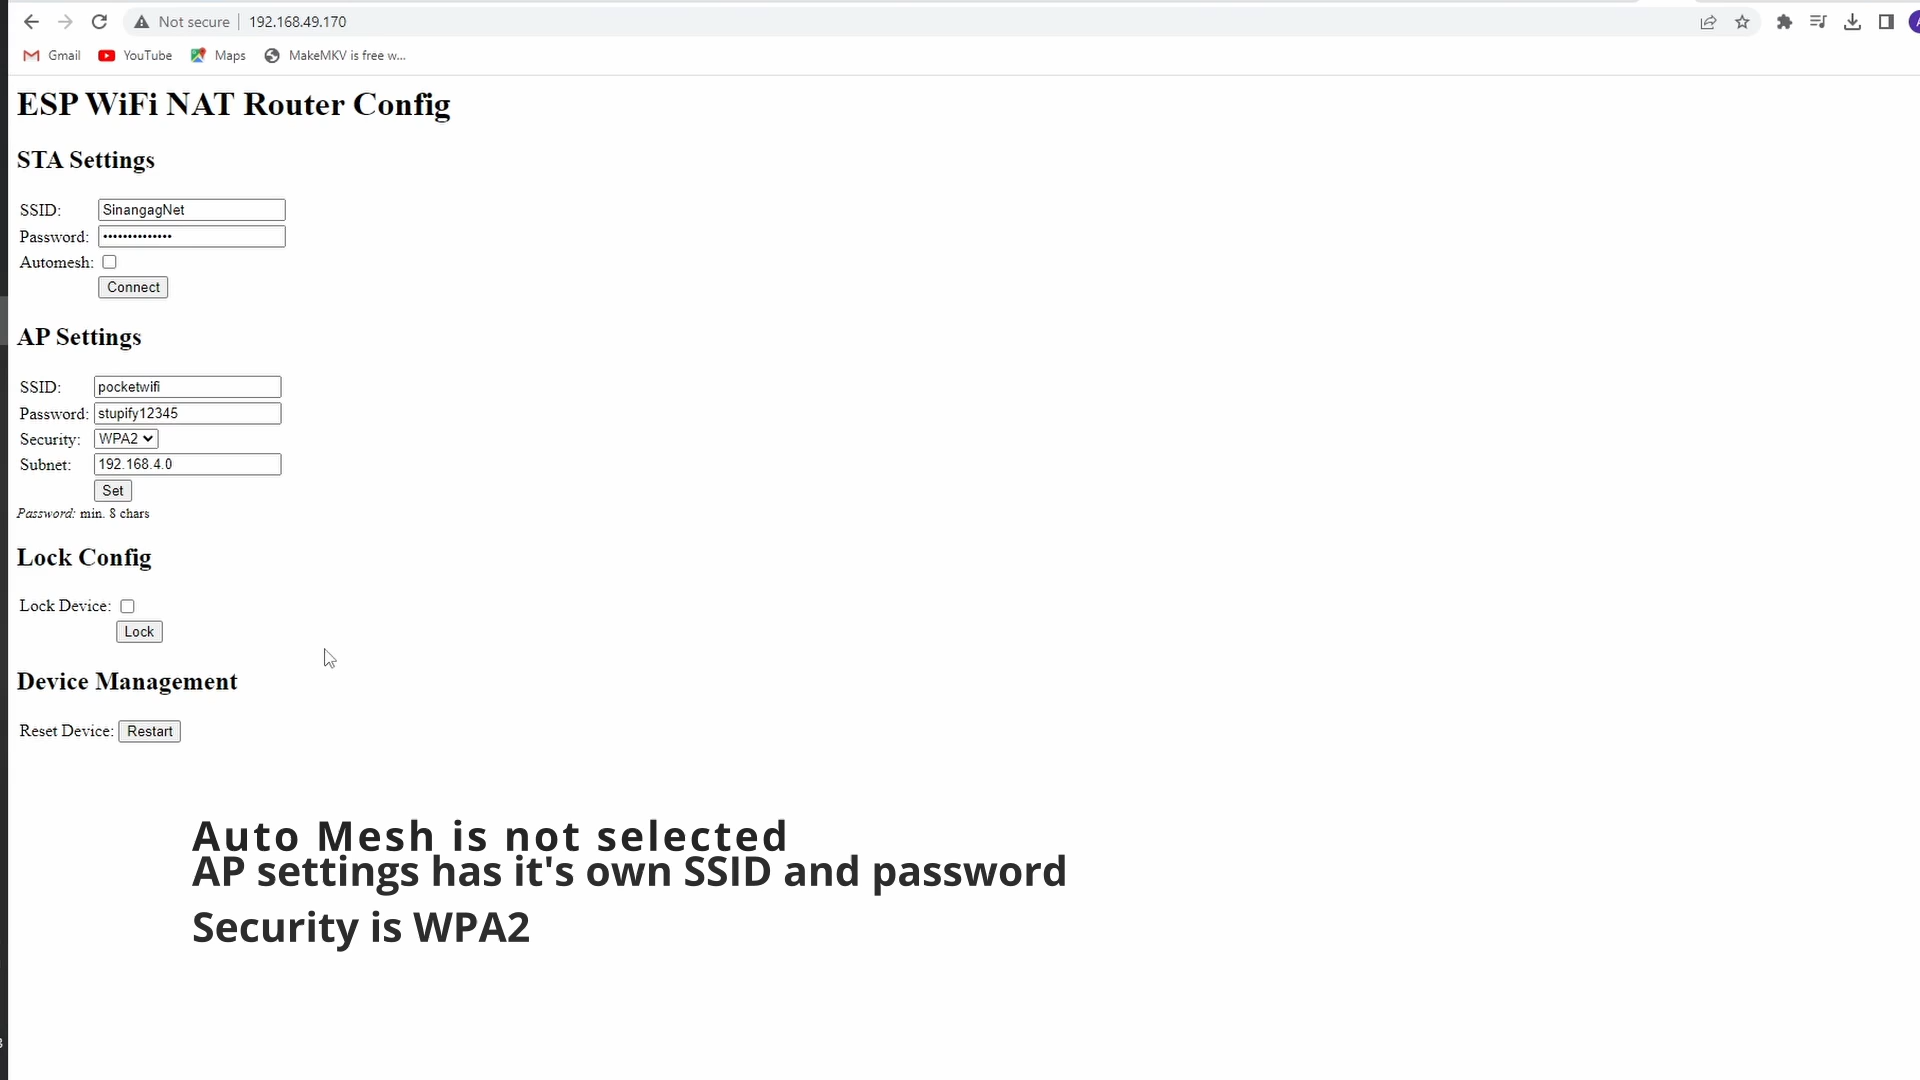 Not secure 192.168.49.170
Gmail YouTube Maps MakeMKV is free w...
ESP WiFi NAT Router Config
STA Settings
SSID: SinangagNet
Password: ••••••••••••••
Automesh:
Connect
AP Settings
SSID: pocketwifi
Password: stupify12345
Security: WPA2
Subnet: 192.168.4.0
Set
Password: min. 8 chars
Lock Config
Lock Device:
Lock
Device Management
Reset Device: Restart
Auto Mesh is not selected
AP settings has it's own SSID and password
Security is WPA2